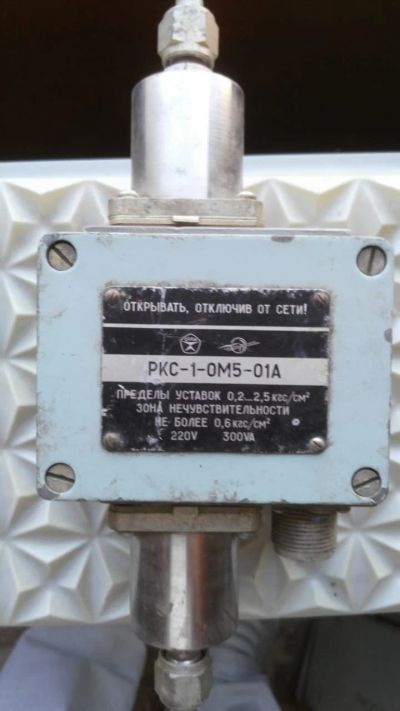 ОТКРЫВАТЬ, ОТКЛЮЧИВ ОТ СЕТИ!
РКС-1-ОМ5-01А
ПРЕДЕЛЫ УСТАВОК 0,2...2,5 кгс/см²
ЗОНА НЕЧУВСТВИТЕЛЬНОСТИ
НЕ БОЛЕЕ 0,6 кгс/см²
220V 300VA